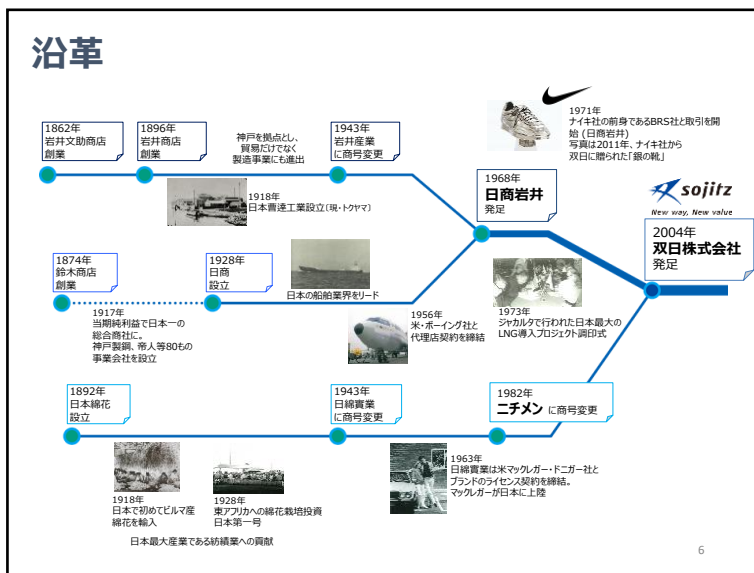 沿革
1862年
岩井文助商店
創業
1896年
岩井商店
創業
神戸を拠点とし、
貿易だけでなく
製造事業にも進出
1943年
岩井産業
に商号変更
1918年
日本曹達工業設立(現・トクヤマ)
1971年
ナイキ社の前身であるBRS社と取引を開
始 (日商岩井)
写真は2011年、ナイキ社から
双日に贈られた「銀の靴」
1968年
日商岩井
発足
sojitz
New way, New value
2004年
双日株式会社
発足
1874年
鈴木商店
創業
1928年
日商
設立
日本の船舶業界をリード
1917年
当期純利益で日本一の
総合商社に。
神戸製鋼、帝人等80もの
事業会社を設立
1956年
米・ボーイング社と
代理店契約を締結
1973年
ジャカルタで行われた日本最大の
LNG導入プロジェクト調印式
1892年
日本綿花
設立
1943年
日綿實業
に商号変更
1982年
ニチメン に商号変更
1918年
日本で初めてビルマ産
綿花を輸入
1928年
東アフリカへの綿花栽培投資
日本第一号
1963年
日綿實業は米マックレガー・ドニガー社と
ブランドのライセンス契約を締結。
マックレガーが日本に上陸
日本最大産業である紡績業への貢献
6